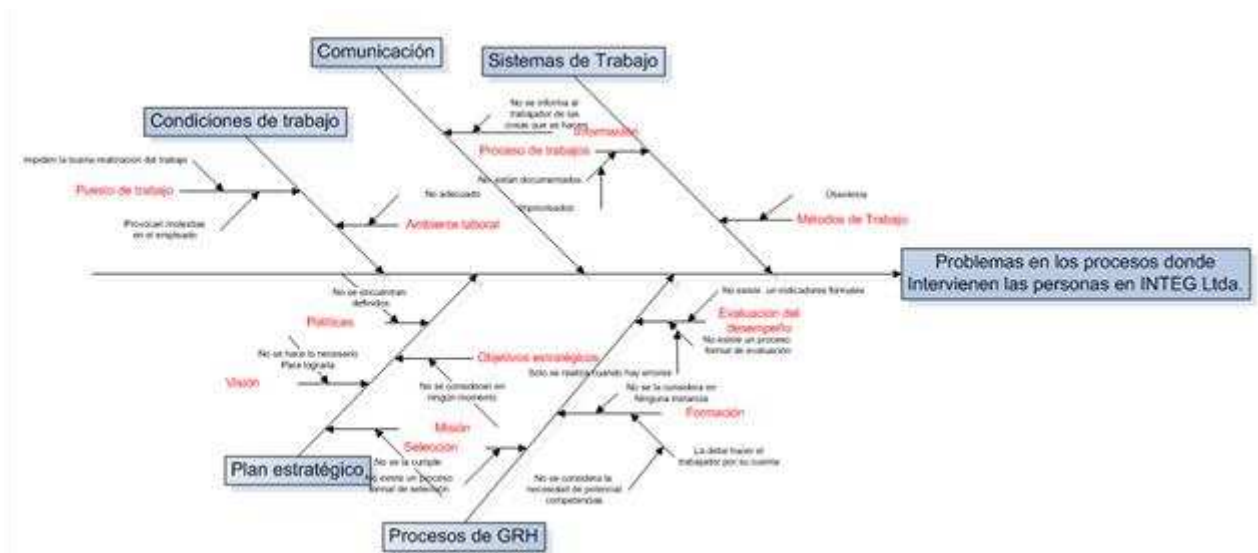 Comunicación
Sistemas de Trabajo
Condiciones de trabajo
No se informa al
trabajador de las
cosas que se hacen
Información
Proceso de trabajos
No están documentados
Improvisados
Impiden la buena realización del trabajo
Puesto de trabajo
Provocan molestias
en el empleado
No adecuado
Ambiente laboral
Obsoletos
Métodos de Trabajo
Problemas en los procesos donde
Intervienen las personas en INTEG Ltda.
No se encuentran
definidos
Políticas
No se hace lo necesario
Para lograrla
Visión
Objetivos estratégicos
No se consideran en
ningún momento
Misión
No se la cumple
Plan estratégico
No existe un indicadores formales
Evaluación del
desempeño
No existe un proceso
formal de evaluación
Solo se realiza cuando hay errores
No se la considera en
Ninguna instancia
Formación
La debe hacer el
trabajador por su cuenta
No se considera la
necesidad de potencial
competencias
Selección
No existe un proceso
formal de selección
Procesos de GRH